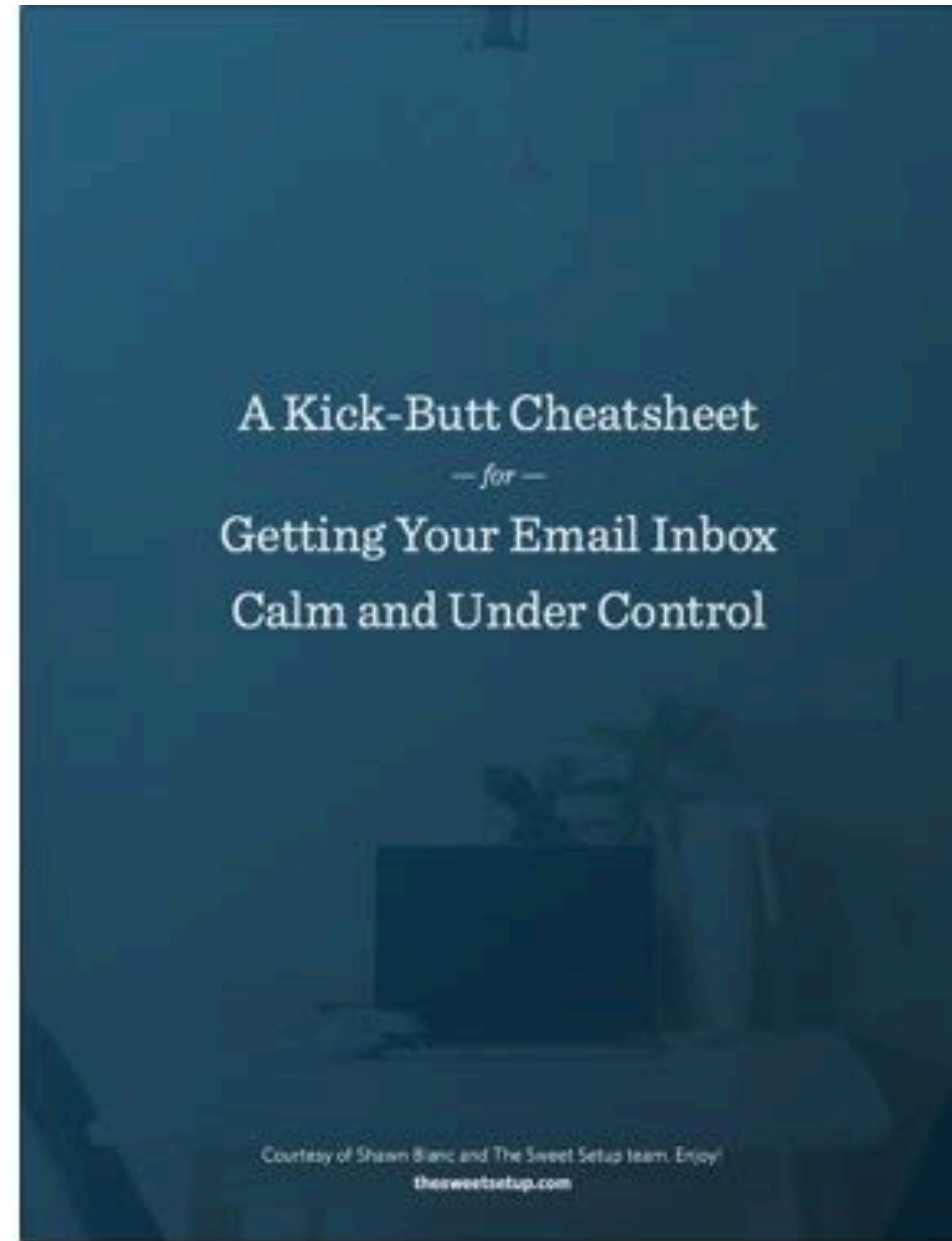 A Kick-Butt Cheatsheet
— for —
Getting Your Email Inbox
Calm and Under Control
Courtesy of Shawn Blanc and The Sweet Setup team. Enjoy!
thesweetsetup.com